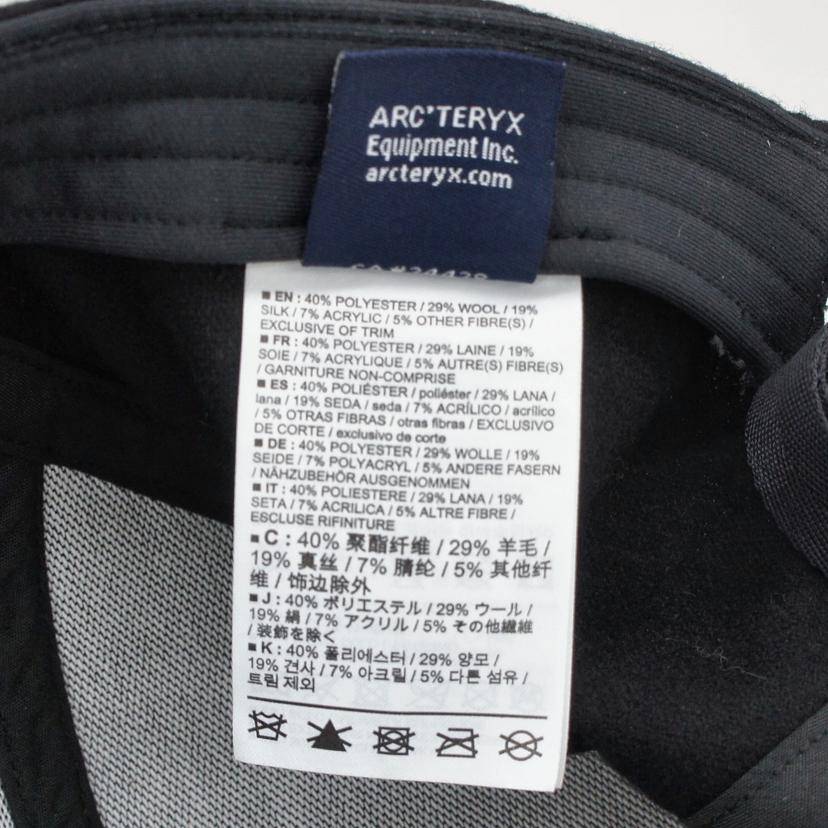 ARC'TERYX
Equipment Inc.
arcteryx.com
■ EN : 40% POLYESTER / 29% WOOL / 19%
SILK / 7% ACRYLIC / 5% OTHER FIBRE(S) /
EXCLUSIVE OF TRIM
■ FR : 40% POLYESTER / 29% LAINE / 19%
SOIE / 7% ACRYLIQUE / 5% AUTRE(S) FIBRE(S)
/ GARNITURE NON-COMPRISE
■ ES : 40% POLIÉSTER / poliéster / 29% LANA /
lana / 19% SEDA / seda / 7% ACRÍLICO / acrílico
/ 5% OTRAS FIBRAS / otras fibras / EXCLUSIVO
DE CORTE / exclusivo de corte
■ DE : 40% POLYESTER / 29% WOLLE / 19%
SEIDE / 7% POLYACRYL / 5% ANDERE FASERN
/ NÄHZUBEHÖR AUSGENOMMEN
■ IT : 40% POLIESTERE / 29% LANA / 19%
SETA / 7% ACRILICA / 5% ALTRE FIBRE /
ESCLUSE RIFINITURE
■ C : 40% 聚酯纤维 / 29% 羊毛 /
19% 真丝 / 7% 腈纶 / 5% 其他纤
维 / 饰边除外
■ J : 40% ポリエステル / 29% ウール /
19% 絹 / 7% アクリル / 5% その他繊維
/ 装飾を除く
■ K : 40% 폴리에스터 / 29% 양모 /
19% 견사 / 7% 아크릴 / 5% 다른 섬유 /
트림 제외